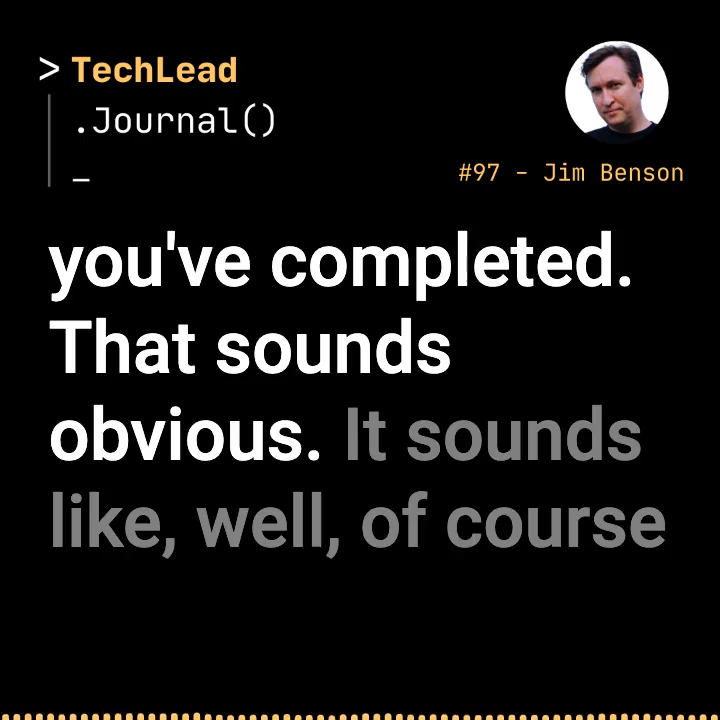 > TechLead
.Journal()
_
#97 - Jim Benson
you've completed.
That sounds
obvious. It sounds
like, well, of course